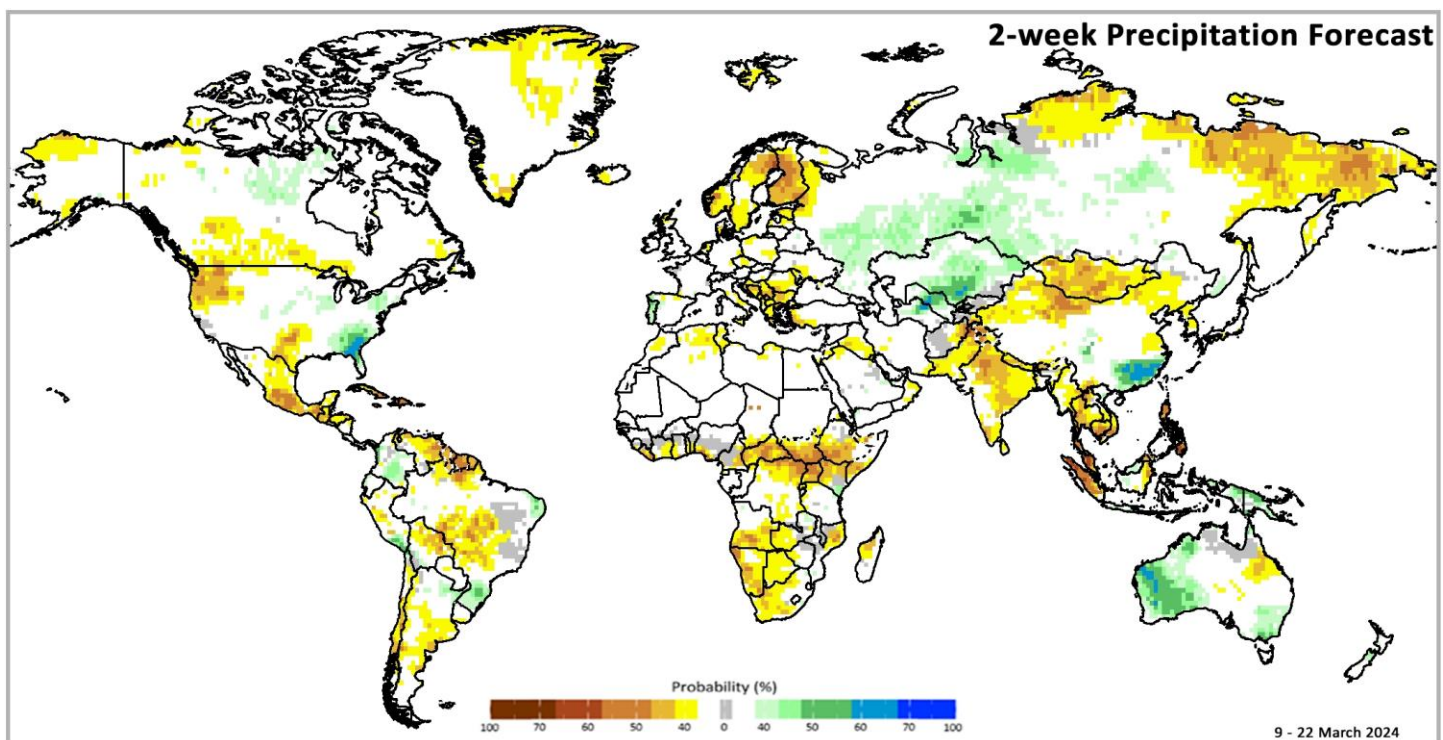 2-week Precipitation Forecast
Probability (%)
100 70 60 50 40 0 40 50 60 70 100
9 - 22 March 2024